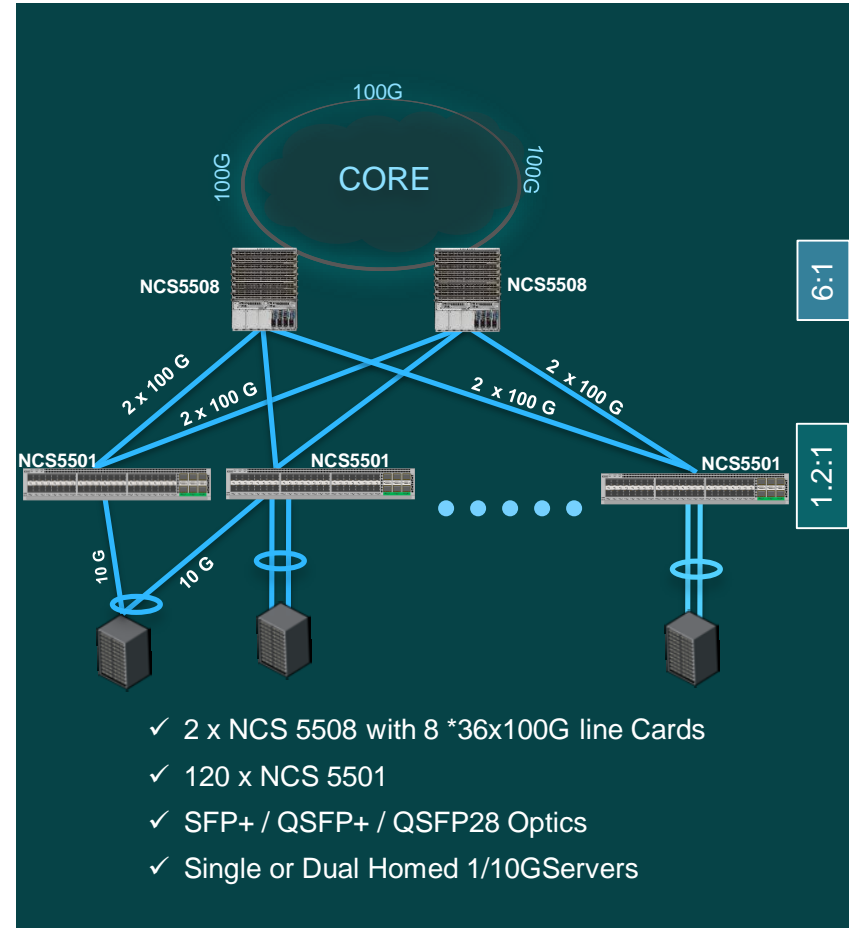 100G
100G
100G
CORE
NCS5508
NCS5508
6:1
2 x 100 G
2 x 100 G
2 x 100 G
2 x 100 G
NCS5501
NCS5501
NCS5501
1.2:1
10 G
10 G
✓ 2 x NCS 5508 with 8 *36x100G line Cards
✓ 120 x NCS 5501
✓ SFP+ / QSFP+ / QSFP28 Optics
✓ Single or Dual Homed 1/10GServers